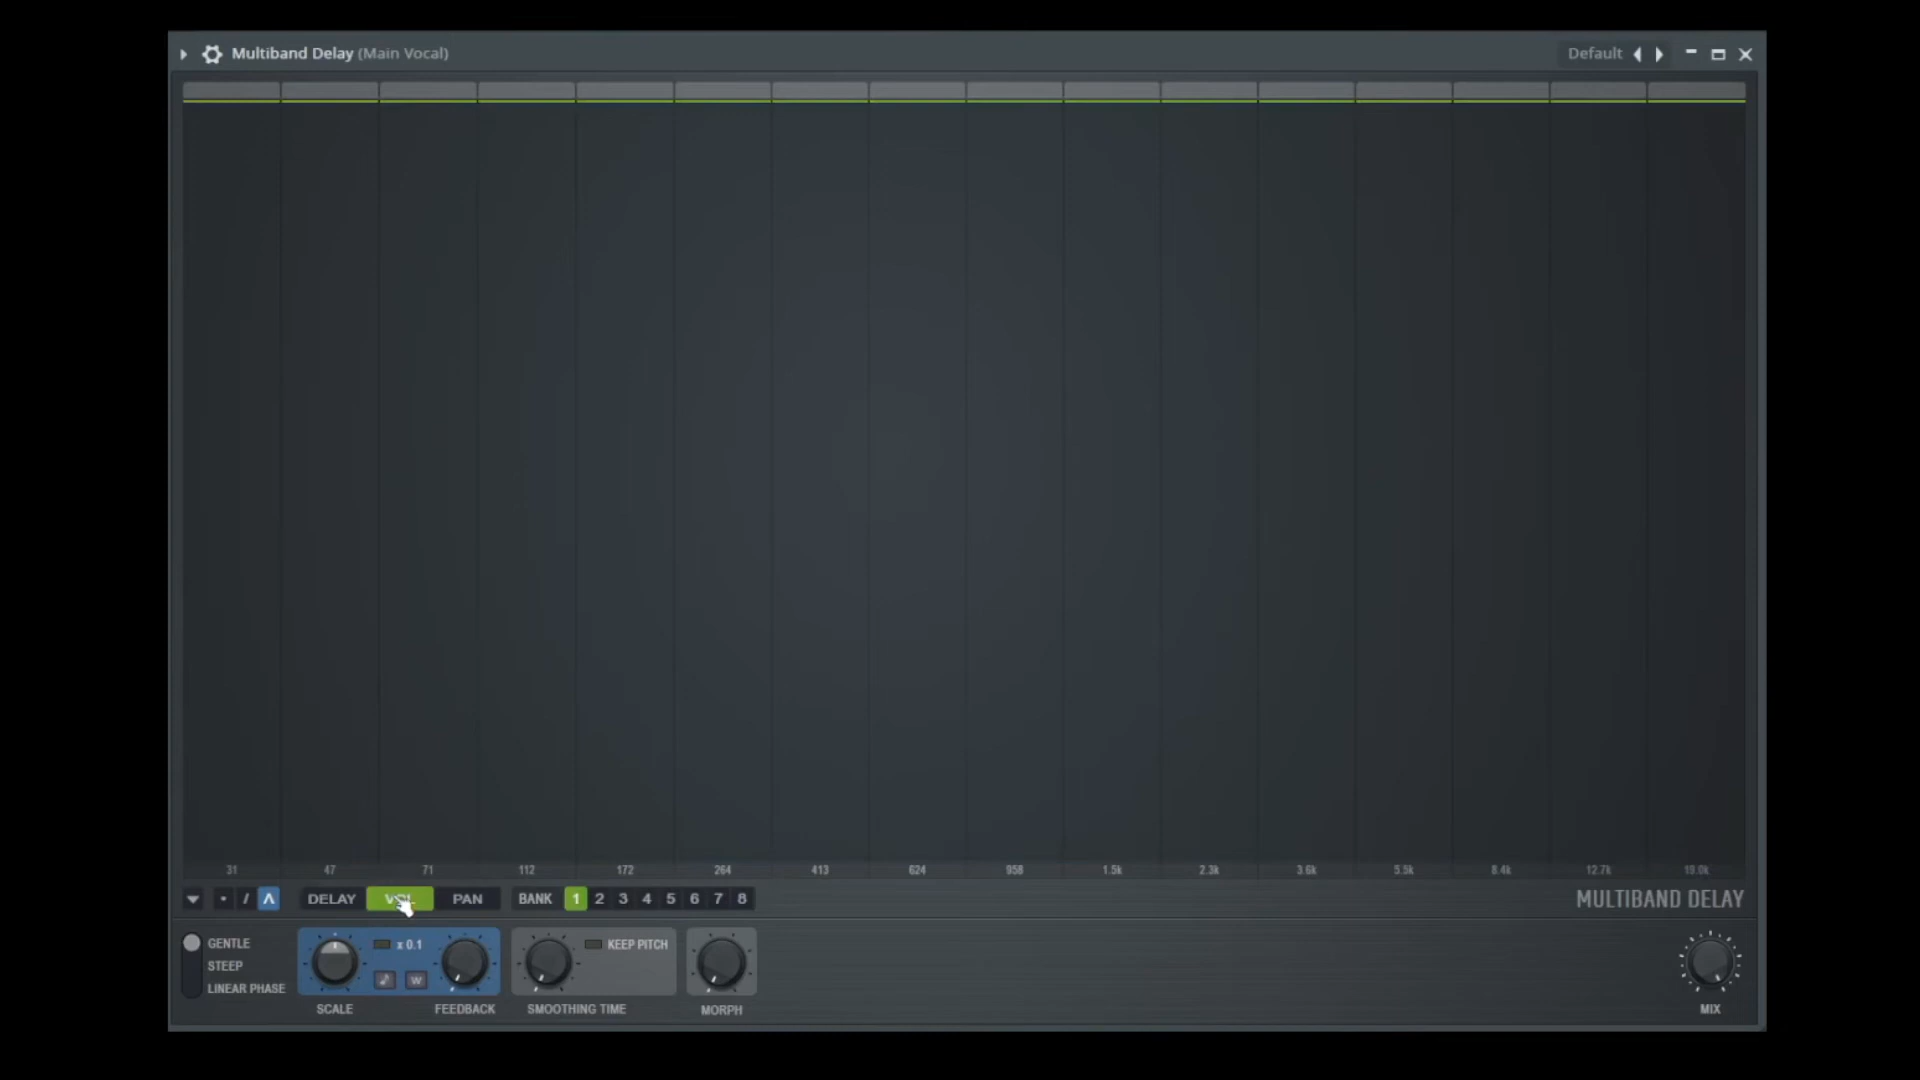 Multiband Delay (Main Vocal) Default
31 47 71 112 172 264 413 624 958 1.5k 2.3k 3.6k 5.5k 8.4k 12.7k 19.0k
DELAY VOL PAN BANK 1 2 3 4 5 6 7 8 MULTIBAND DELAY
GENTLE x 0.1 KEEP PITCH
STEEP
W
LINEAR PHASE
SCALE FEEDBACK SMOOTHING TIME MORPH MIX